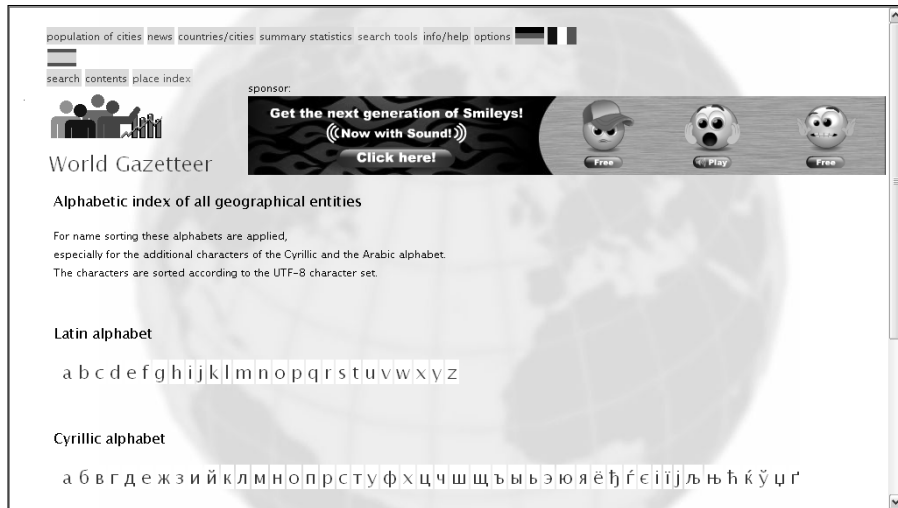 population of cities news countries/cities summary statistics search tools info/help options
search contents place index
sponsor:
Get the next generation of Smileys!
((Now with Sound!))
Click here!
Free
Play
Free
World Gazetteer
Alphabetic index of all geographical entities
For name sorting these alphabets are applied,
especially for the additional characters of the Cyrillic and the Arabic alphabet.
The characters are sorted according to the UTF-8 character set.
Latin alphabet
a b c d e f g h i j k l m n o p q r s t u v w x y z
Cyrillic alphabet
а б в г д е ж з и й к л м н о п р с т у ф х ц ч ш щ ъ ы ь э ю я ё ђ ѓ є і ї ј љ њ ћ ќ ў џ ґ